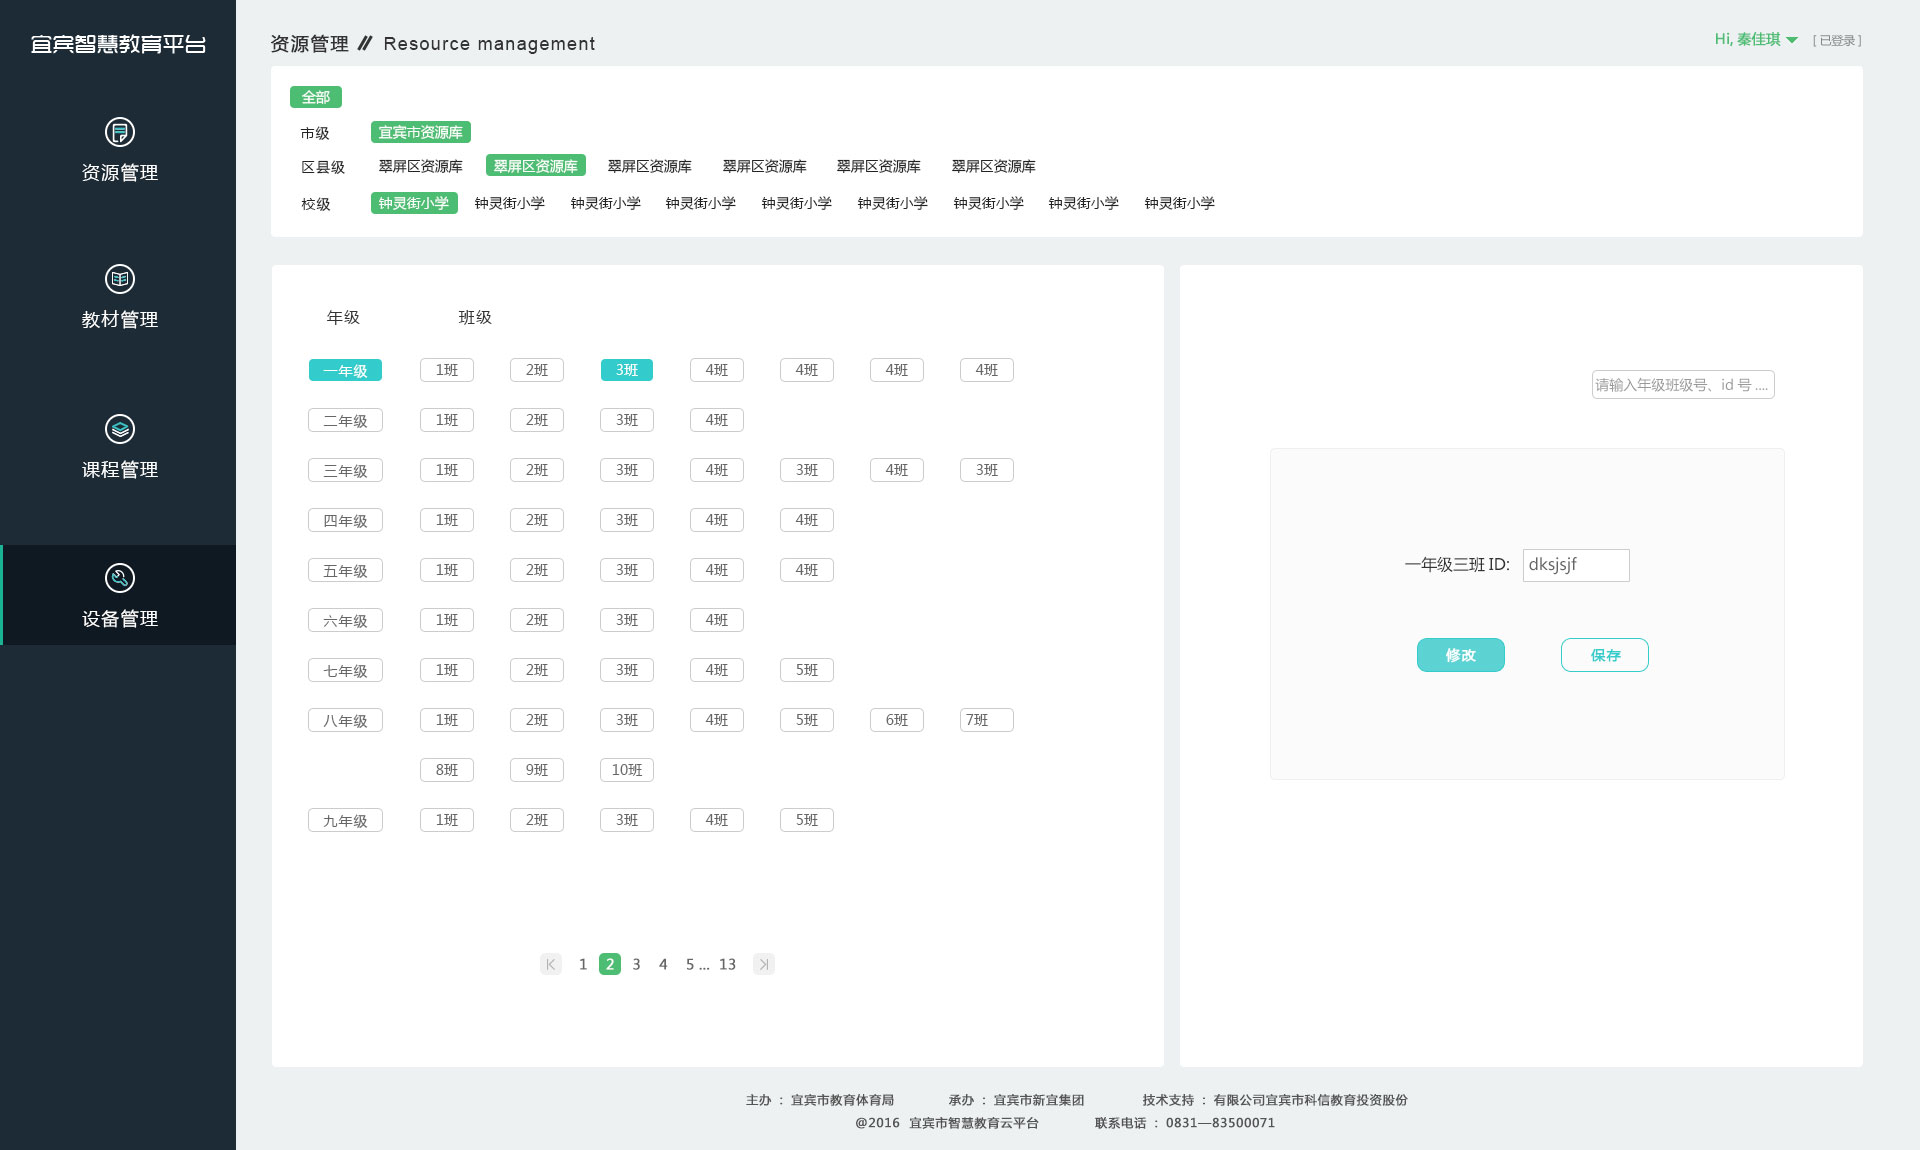 宜宾智慧教育平台
资源管理
教材管理
课程管理
设备管理
资源管理 // Resource management
Hi, 秦佳琪 [ 已登录 ]
全部
市级 宜宾市资源库
区县级 翠屏区资源库 翠屏区资源库 翠屏区资源库 翠屏区资源库 翠屏区资源库 翠屏区资源库
校级 钟灵街小学 钟灵街小学 钟灵街小学 钟灵街小学 钟灵街小学 钟灵街小学 钟灵街小学 钟灵街小学 钟灵街小学
年级 班级
一年级 1班 2班 3班 4班 4班 4班 4班
二年级 1班 2班 3班 4班
三年级 1班 2班 3班 4班 3班 4班 3班
四年级 1班 2班 3班 4班 4班
五年级 1班 2班 3班 4班 4班
六年级 1班 2班 3班 4班
七年级 1班 2班 3班 4班 5班
八年级 1班 2班 3班 4班 5班 6班 7班
8班 9班 10班
九年级 1班 2班 3班 4班 5班
1 2 3 4 5 ... 13
请输入年级班级号、id 号 ....
一年级三班 ID: dksjsjf
修改 保存
主办 ： 宜宾市教育体育局 承办 ： 宜宾市新宜集团 技术支持 ： 有限公司宜宾市科信教育投资股份
@2016 宜宾市智慧教育云平台 联系电话 ： 0831—83500071